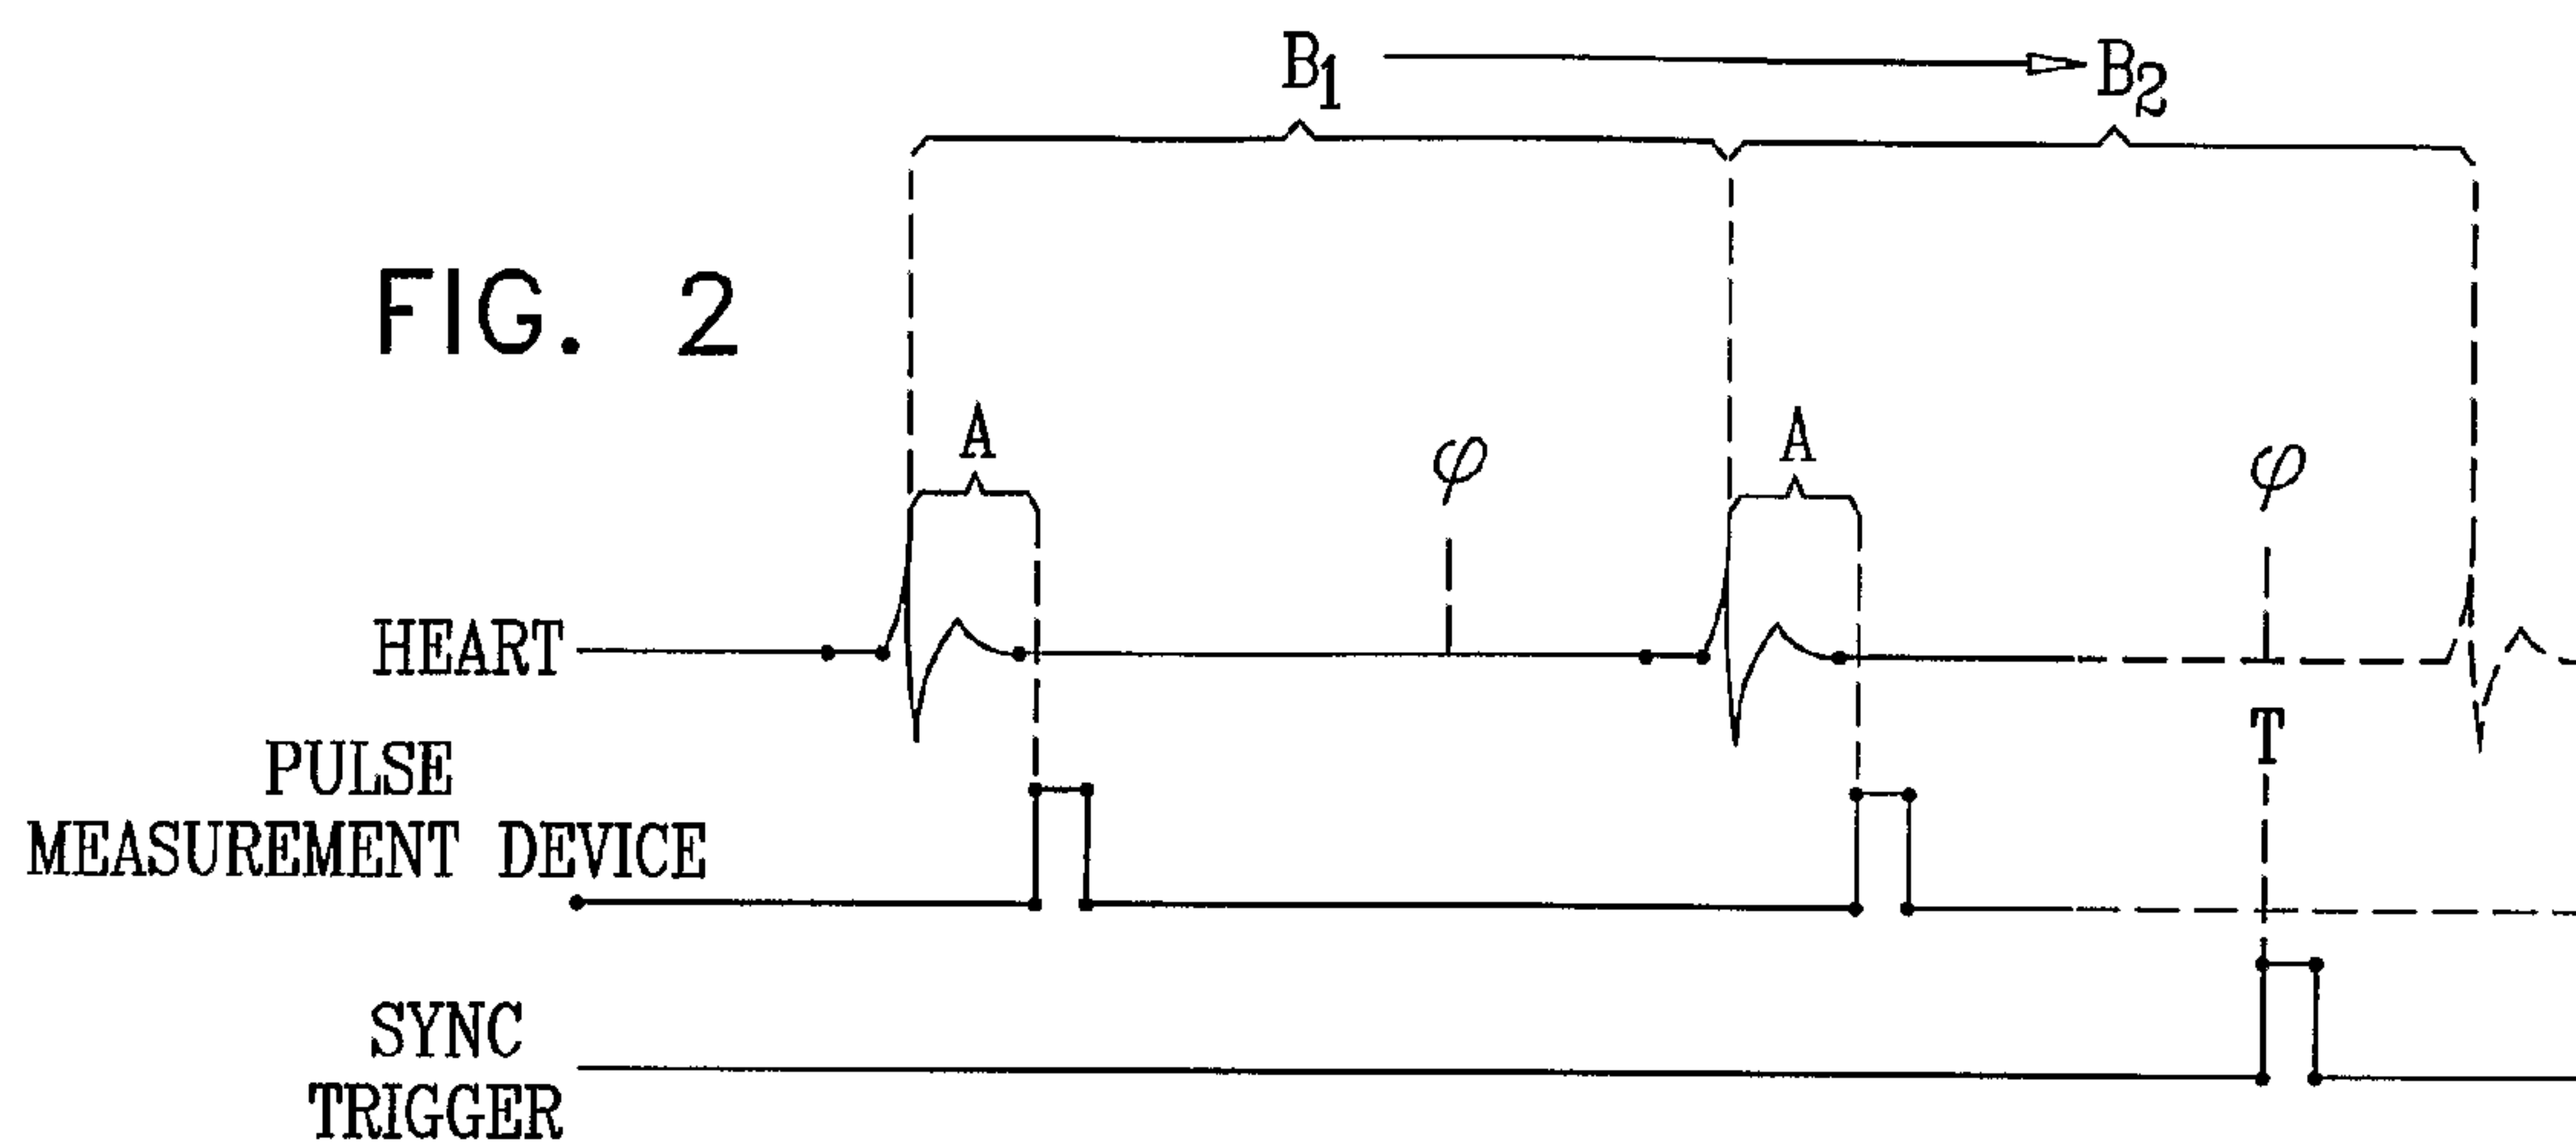 B1 B2
FIG. 2
A φ A φ
HEART
T
PULSE
MEASUREMENT DEVICE
SYNC
TRIGGER